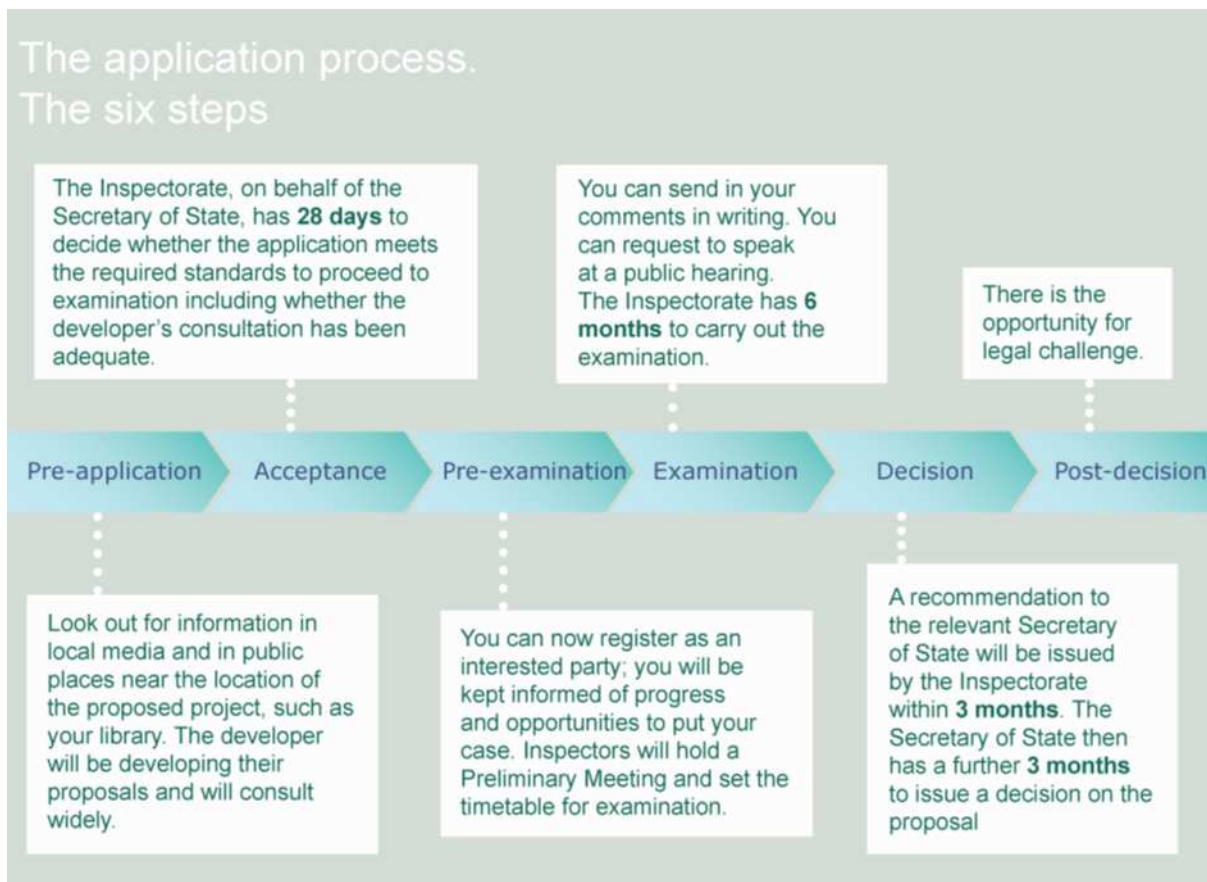 The application process.
The six steps
The Inspectorate, on behalf of the
Secretary of State, has 28 days to
decide whether the application meets
the required standards to proceed to
examination including whether the
developer's consultation has been
adequate.
You can send in your
comments in writing. You
can request to speak
at a public hearing.
The Inspectorate has 6
months to carry out the
examination.
There is the
opportunity for
legal challenge.
Pre-application
Acceptance
Pre-examination
Examination
Decision
Post-decision
Look out for information in
local media and in public
places near the location of
the proposed project, such as
your library. The developer
will be developing their
proposals and will consult
widely.
You can now register as an
interested party; you will be
kept informed of progress
and opportunities to put your
case. Inspectors will hold a
Preliminary Meeting and set the
timetable for examination.
A recommendation to
the relevant Secretary
of State will be issued
by the Inspectorate
within 3 months. The
Secretary of State then
has a further 3 months
to issue a decision on the
proposal